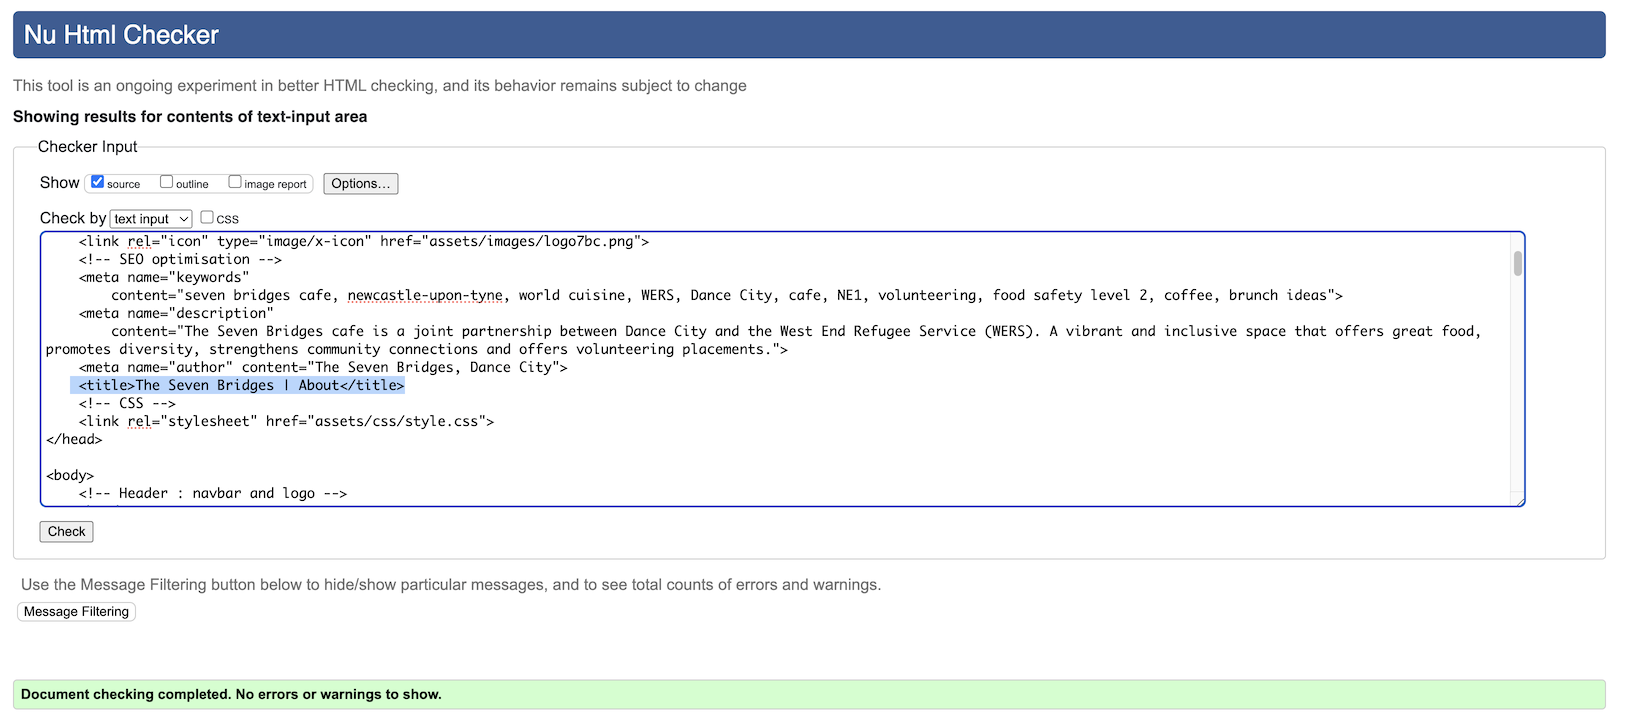 Nu Html Checker
This tool is an ongoing experiment in better HTML checking, and its behavior remains subject to change
Showing results for contents of text-input area
Checker Input
Show source outline image report Options...
Check by text input css
<link rel="icon" type="image/x-icon" href="assets/images/logo7bc.png">
<!-- SEO optimisation -->
<meta name="keywords"
content="seven bridges cafe, newcastle-upon-tyne, world cuisine, WERS, Dance City, cafe, NE1, volunteering, food safety level 2, coffee, brunch ideas">
<meta name="description"
content="The Seven Bridges cafe is a joint partnership between Dance City and the West End Refugee Service (WERS). A vibrant and inclusive space that offers great food,
promotes diversity, strengthens community connections and offers volunteering placements.">
<meta name="author" content="The Seven Bridges, Dance City">
<title>The Seven Bridges | About</title>
<!-- CSS -->
<link rel="stylesheet" href="assets/css/style.css">
</head>
<body>
<!-- Header : navbar and logo -->
Check
Use the Message Filtering button below to hide/show particular messages, and to see total counts of errors and warnings.
Message Filtering
Document checking completed. No errors or warnings to show.